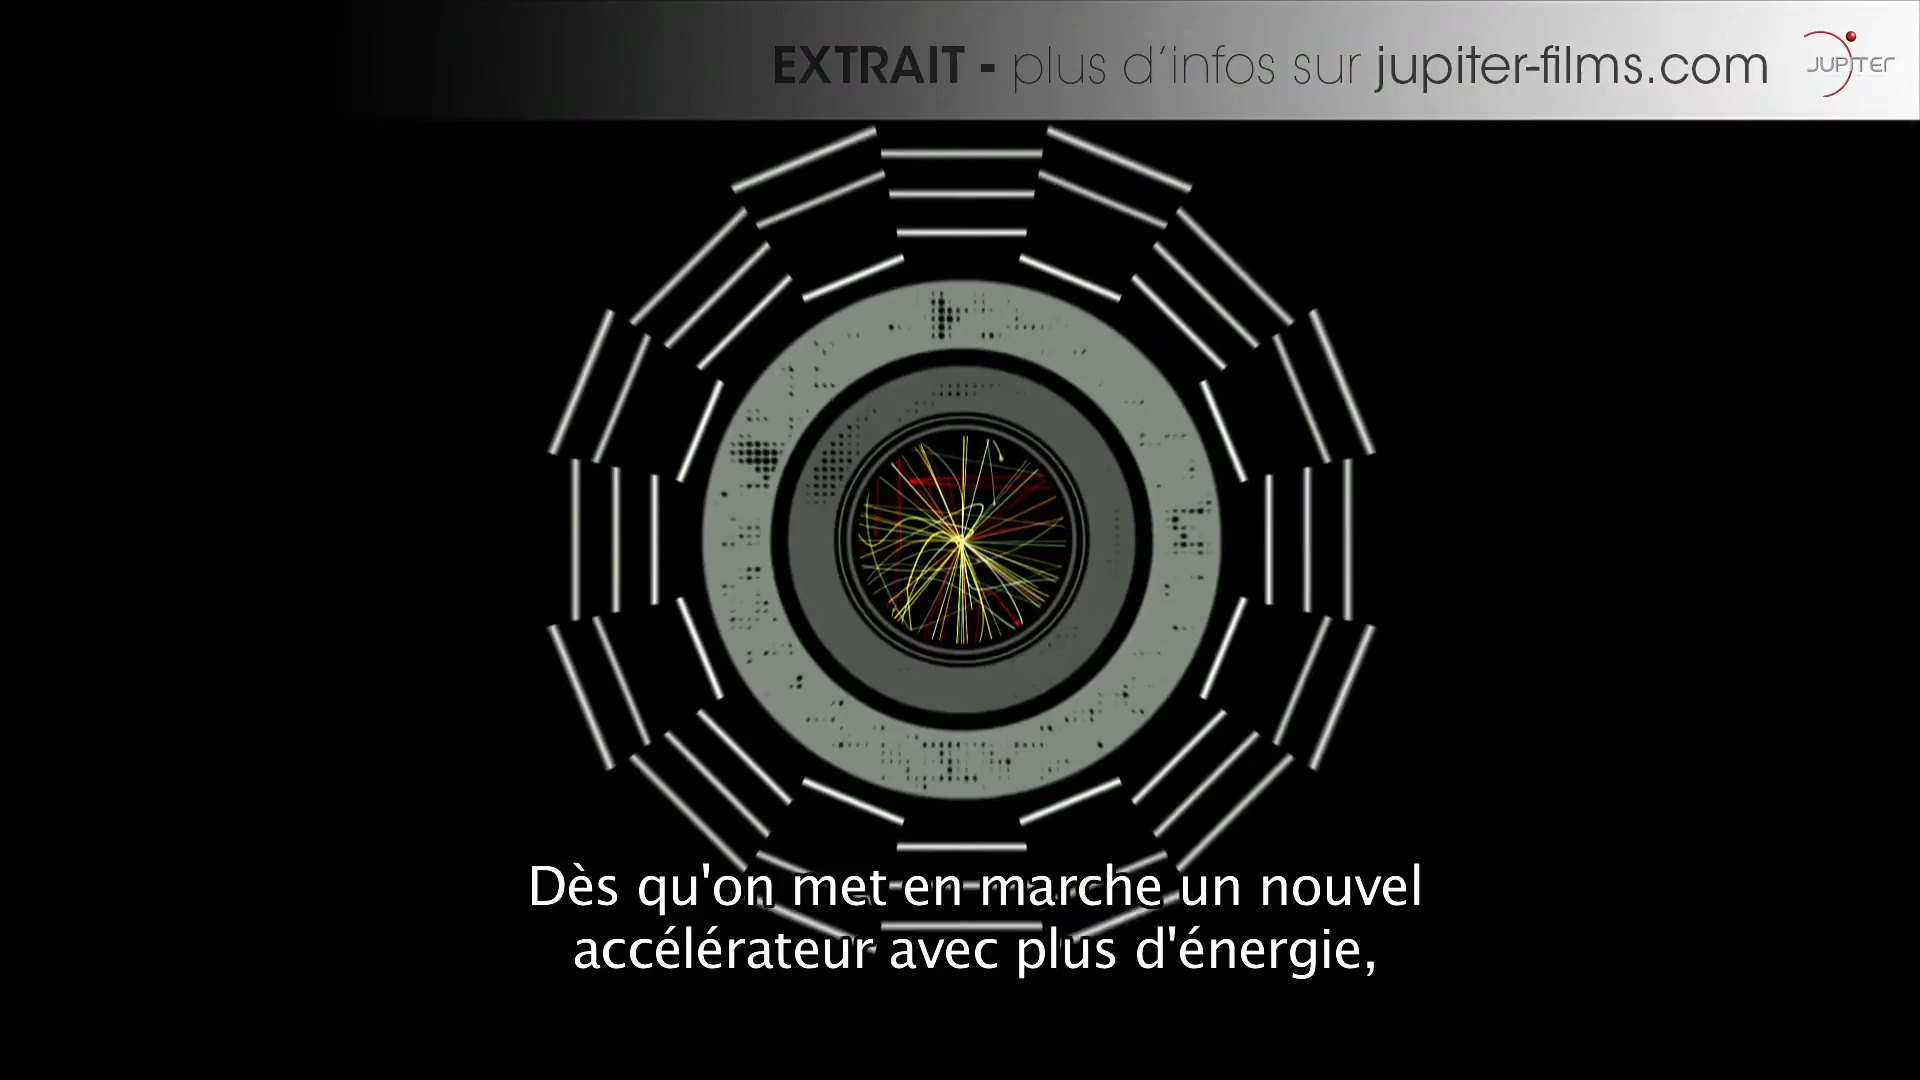 EXTRAIT - plus d'infos sur jupiter-films.com
JUPITER
Dès qu'on met en marche un nouvel
accélérateur avec plus d'énergie,